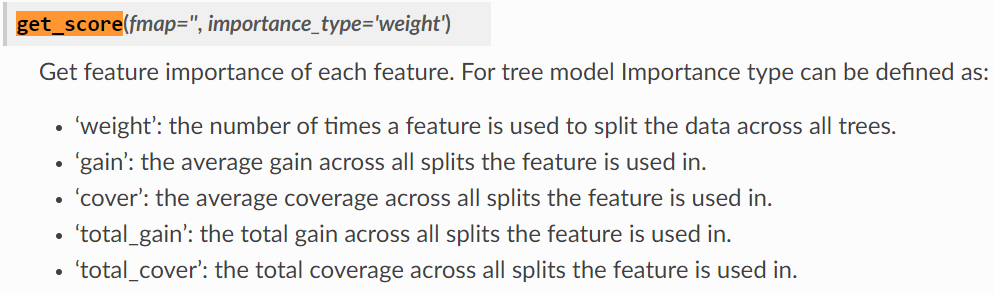 get_score(fmap='', importance_type='weight')
Get feature importance of each feature. For tree model Importance type can be defined as:
• ‘weight’: the number of times a feature is used to split the data across all trees.
• ‘gain’: the average gain across all splits the feature is used in.
• ‘cover’: the average coverage across all splits the feature is used in.
• ‘total_gain’: the total gain across all splits the feature is used in.
• ‘total_cover’: the total coverage across all splits the feature is used in.